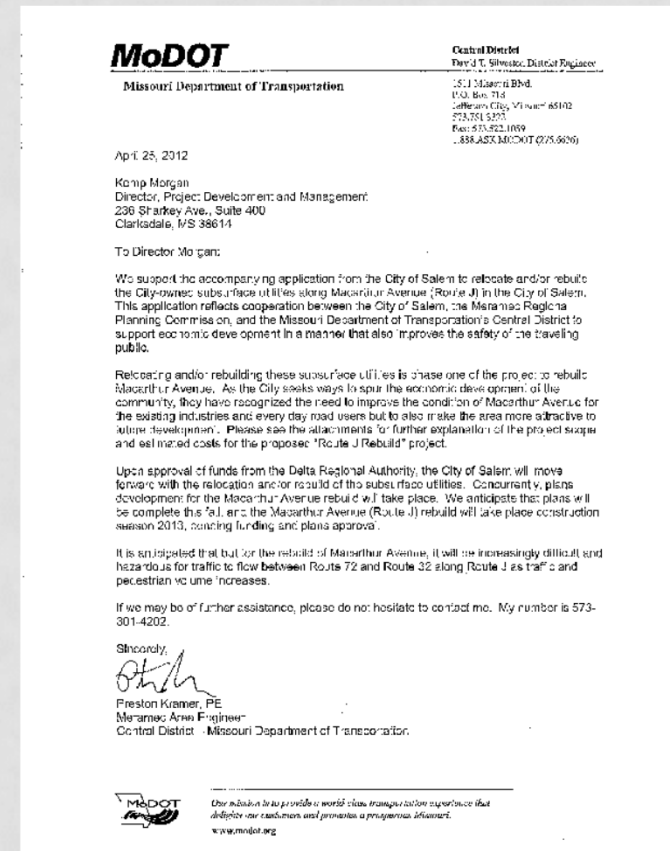 MoDOT
Missouri Department of Transportation
Central District
David T. Silvester, District Engineer
1511 Missouri Blvd.
P.O. Box 718
Jefferson City, Missouri 65102
Fax: 573.522.1059
1.888.ASK MODOT (275.6636)
April 25, 2012
Kemp Morgan
Director, Project Development and Management
236 Sharkey Ave., Suite 400
Clarksdale, MS 38614
To Director Morgan:
We support the accompanying application from the City of Salem to relocate and/or rebuild
the City-owned subsurface utilities along Macarthur Avenue (Route J) in the City of Salem.
This application reflects cooperation between the City of Salem, the Meramec Regional
Planning Commission, and the Missouri Department of Transportation's Central District to
support economic development in a manner that also improves the safety of the traveling
public.
Relocating and/or rebuilding these subsurface utilities is phase one of the project to rebuild
Macarthur Avenue. As the City seeks ways to spur the economic development of the
community, they have recognized the need to improve the condition of Macarthur Avenue for
the existing industries and every day road users but to also make the area more attractive to
future development. Please see the attachments for further explanation of the project scope
and estimated costs for the proposed "Route J Rebuild" project.
Upon approval of funds from the Delta Regional Authority, the City of Salem will move
forward with the relocation and/or rebuild of the subsurface utilities. Concurrently, plans
development for the Macarthur Avenue rebuild will take place. We anticipate that plans will
be complete this fall, and the Macarthur Avenue (Route J) rebuild will take place construction
season 2013, pending funding and plans approval.
It is anticipated that but for the rebuild of Macarthur Avenue, it will be increasingly difficult and
hazardous for traffic to flow between Route 72 and Route 32 along Route J as traffic and
pedestrian volume increases.
If we may be of further assistance, please do not hesitate to contact me. My number is 573-
301-4202.
Sincerely,
Preston Kramer, PE
Meramec Area Engineer
Central District - Missouri Department of Transportation
MoDOT
Our mission is to provide a world-class transportation experience that
delights our customers and promotes a prosperous Missouri.
www.modot.org